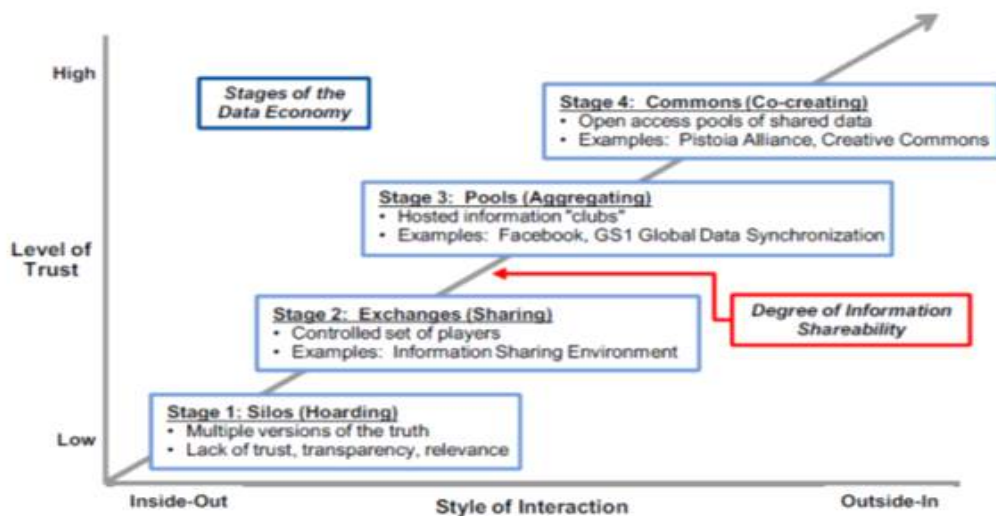 High
Stages of the
Data Economy
Stage 4: Commons (Co-creating)
• Open access pools of shared data
• Examples: Pistoia Alliance, Creative Commons
Stage 3: Pools (Aggregating)
• Hosted information "clubs"
• Examples: Facebook, GS1 Global Data Synchronization
Level of
Trust
Degree of Information
Shareability
Stage 2: Exchanges (Sharing)
• Controlled set of players
• Examples: Information Sharing Environment
Stage 1: Silos (Hoarding)
• Multiple versions of the truth
• Lack of trust, transparency, relevance
Low
Inside-Out
Style of Interaction
Outside-In